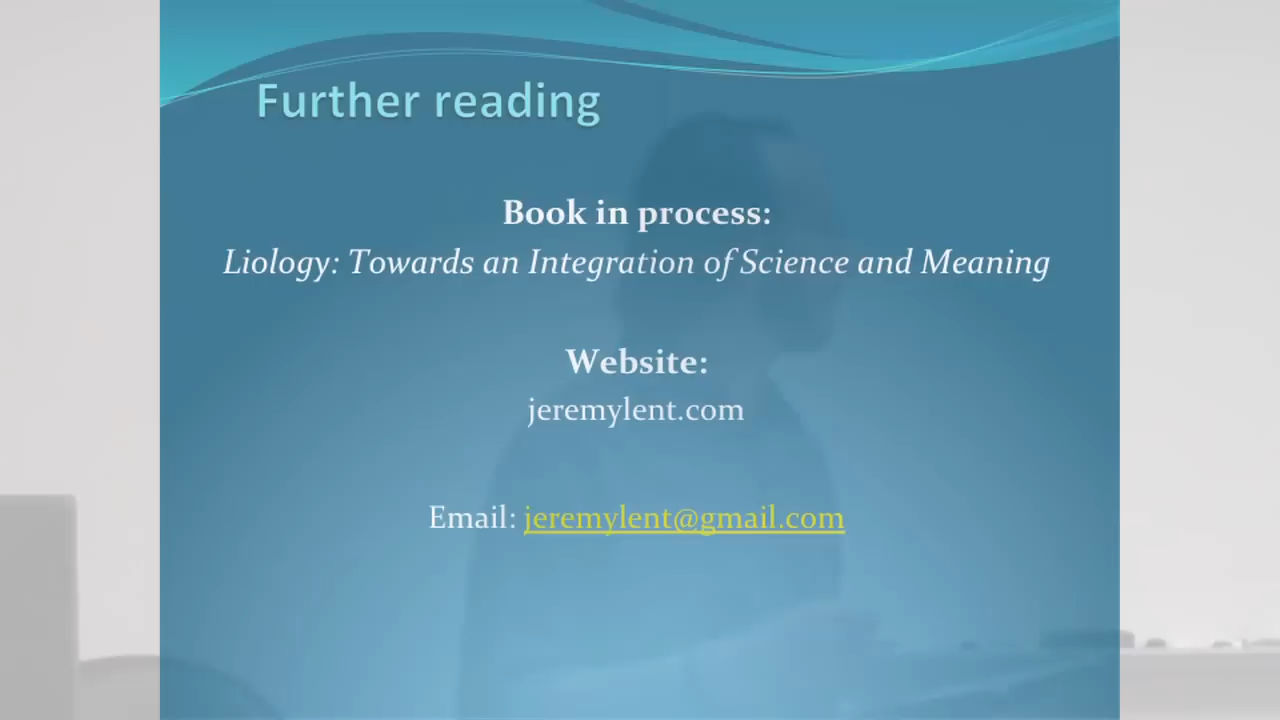 Further reading
Book in process:
Liology: Towards an Integration of Science and Meaning
Website:
jeremylent.com
Email: jeremylent@gmail.com